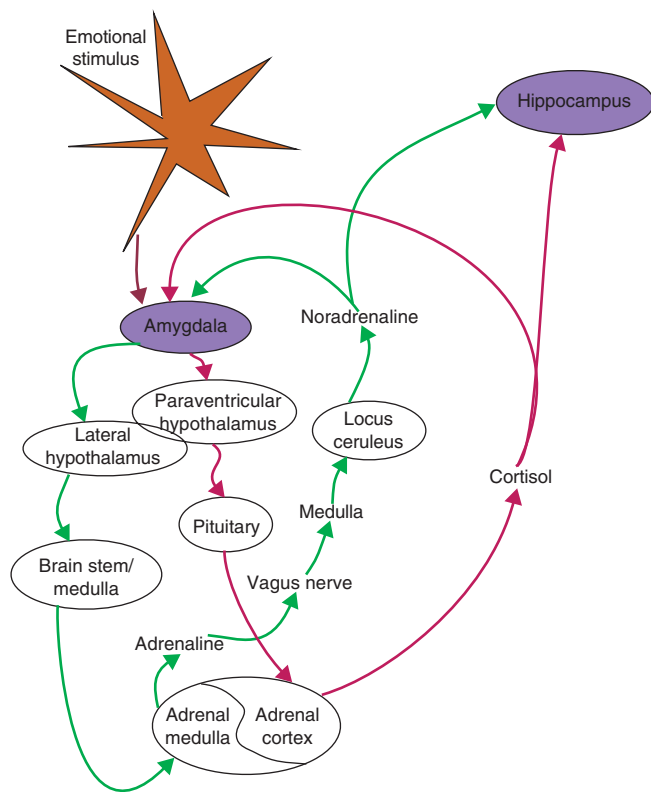 Emotional
stimulus
Hippocampus
Noradrenaline
Amygdala
Paraventricular
hypothalamus
Lateral
hypothalamus
Locus
ceruleus
Cortisol
Medulla
Pituitary
Brain stem/
medulla
Vagus nerve
Adrenaline
Adrenal
medulla
Adrenal
cortex